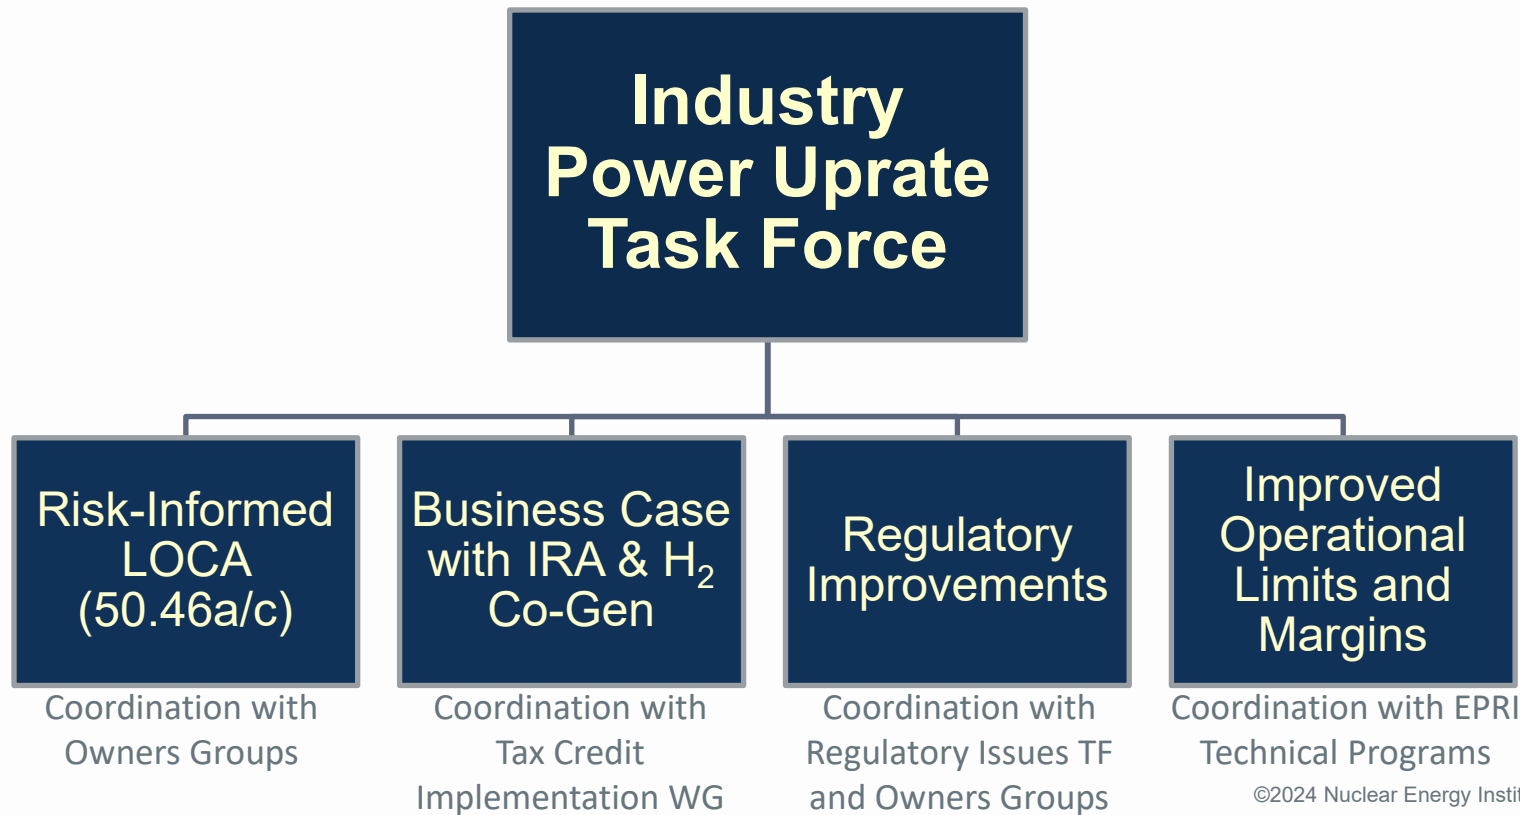 Industry
Power Uprate
Task Force
Risk-Informed
LOCA
(50.46a/c)
Coordination with
Owners Groups
Business Case
with IRA & H₂
Co-Gen
Coordination with
Tax Credit
Implementation WG
Regulatory
Improvements
Coordination with
Regulatory Issues TF
and Owners Groups
Improved
Operational
Limits and
Margins
Coordination with EPRI
Technical Programs
©2024 Nuclear Energy Instit